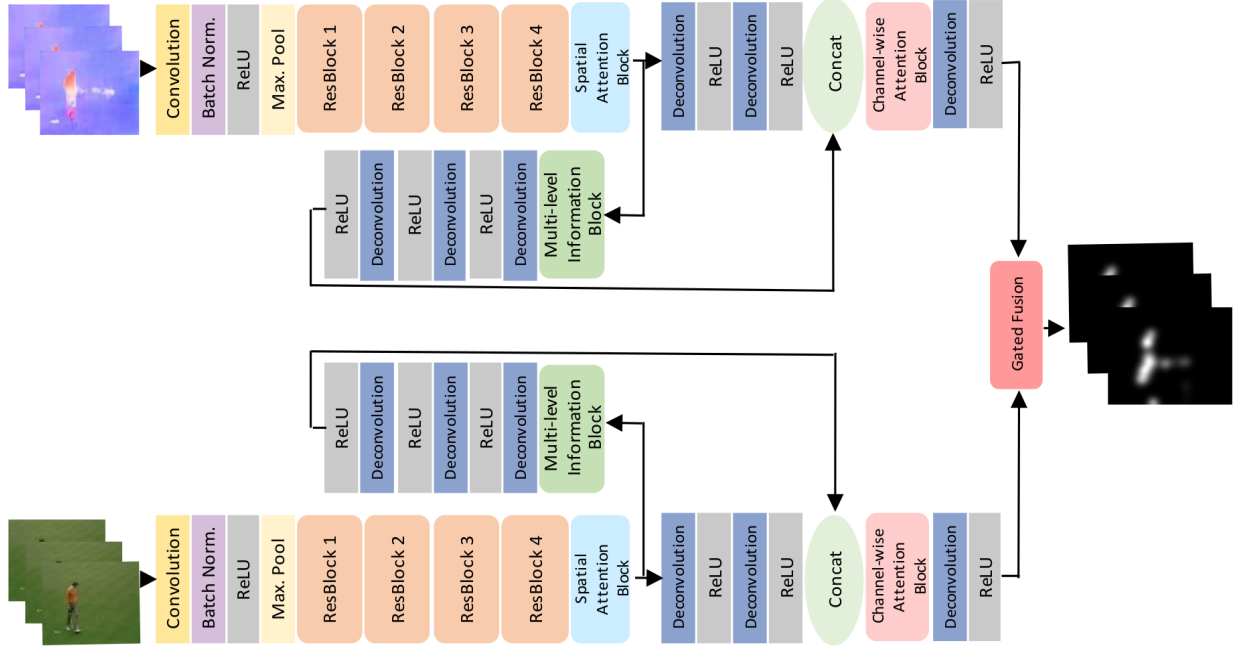 Convolution
Batch Norm.
ReLU
Max. Pool
ResBlock 1
ResBlock 2
ResBlock 3
ResBlock 4
Spatial
Attention
Block
Deconvolution
ReLU
Deconvolution
ReLU
Concat
Channel-wise
Attention
Block
Deconvolution
ReLU
ReLU
Deconvolution
ReLU
Deconvolution
ReLU
Deconvolution
Multi-level
Information
Block
Gated Fusion
ReLU
Deconvolution
ReLU
Deconvolution
ReLU
Deconvolution
Multi-level
Information
Block
Convolution
Batch Norm.
ReLU
Max. Pool
ResBlock 1
ResBlock 2
ResBlock 3
ResBlock 4
Spatial
Attention
Block
Deconvolution
ReLU
Deconvolution
ReLU
Concat
Channel-wise
Attention
Block
Deconvolution
ReLU